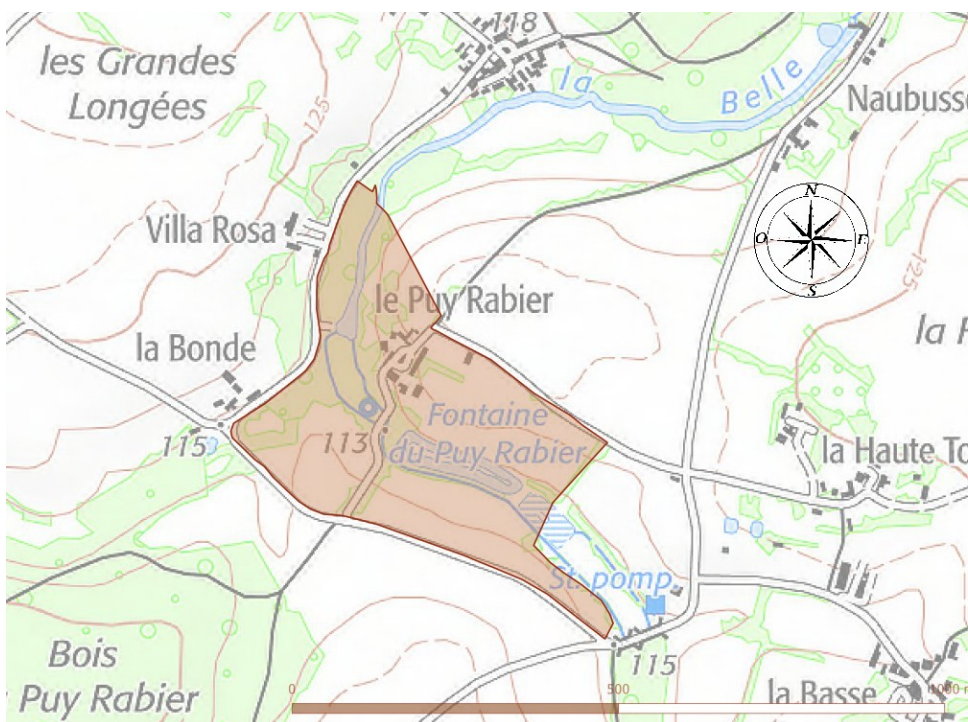 118
les Grandes
Longées
la
Belle
125
Naubusse
N
O
E
S
Villa Rosa
125
le Puy Rabier
la F
la Bonde
Fontaine
115
113
du Puy Rabier
la Haute To
St. pomp.
Bois
Puy Rabier
115
la Basse
0
500
1000 m